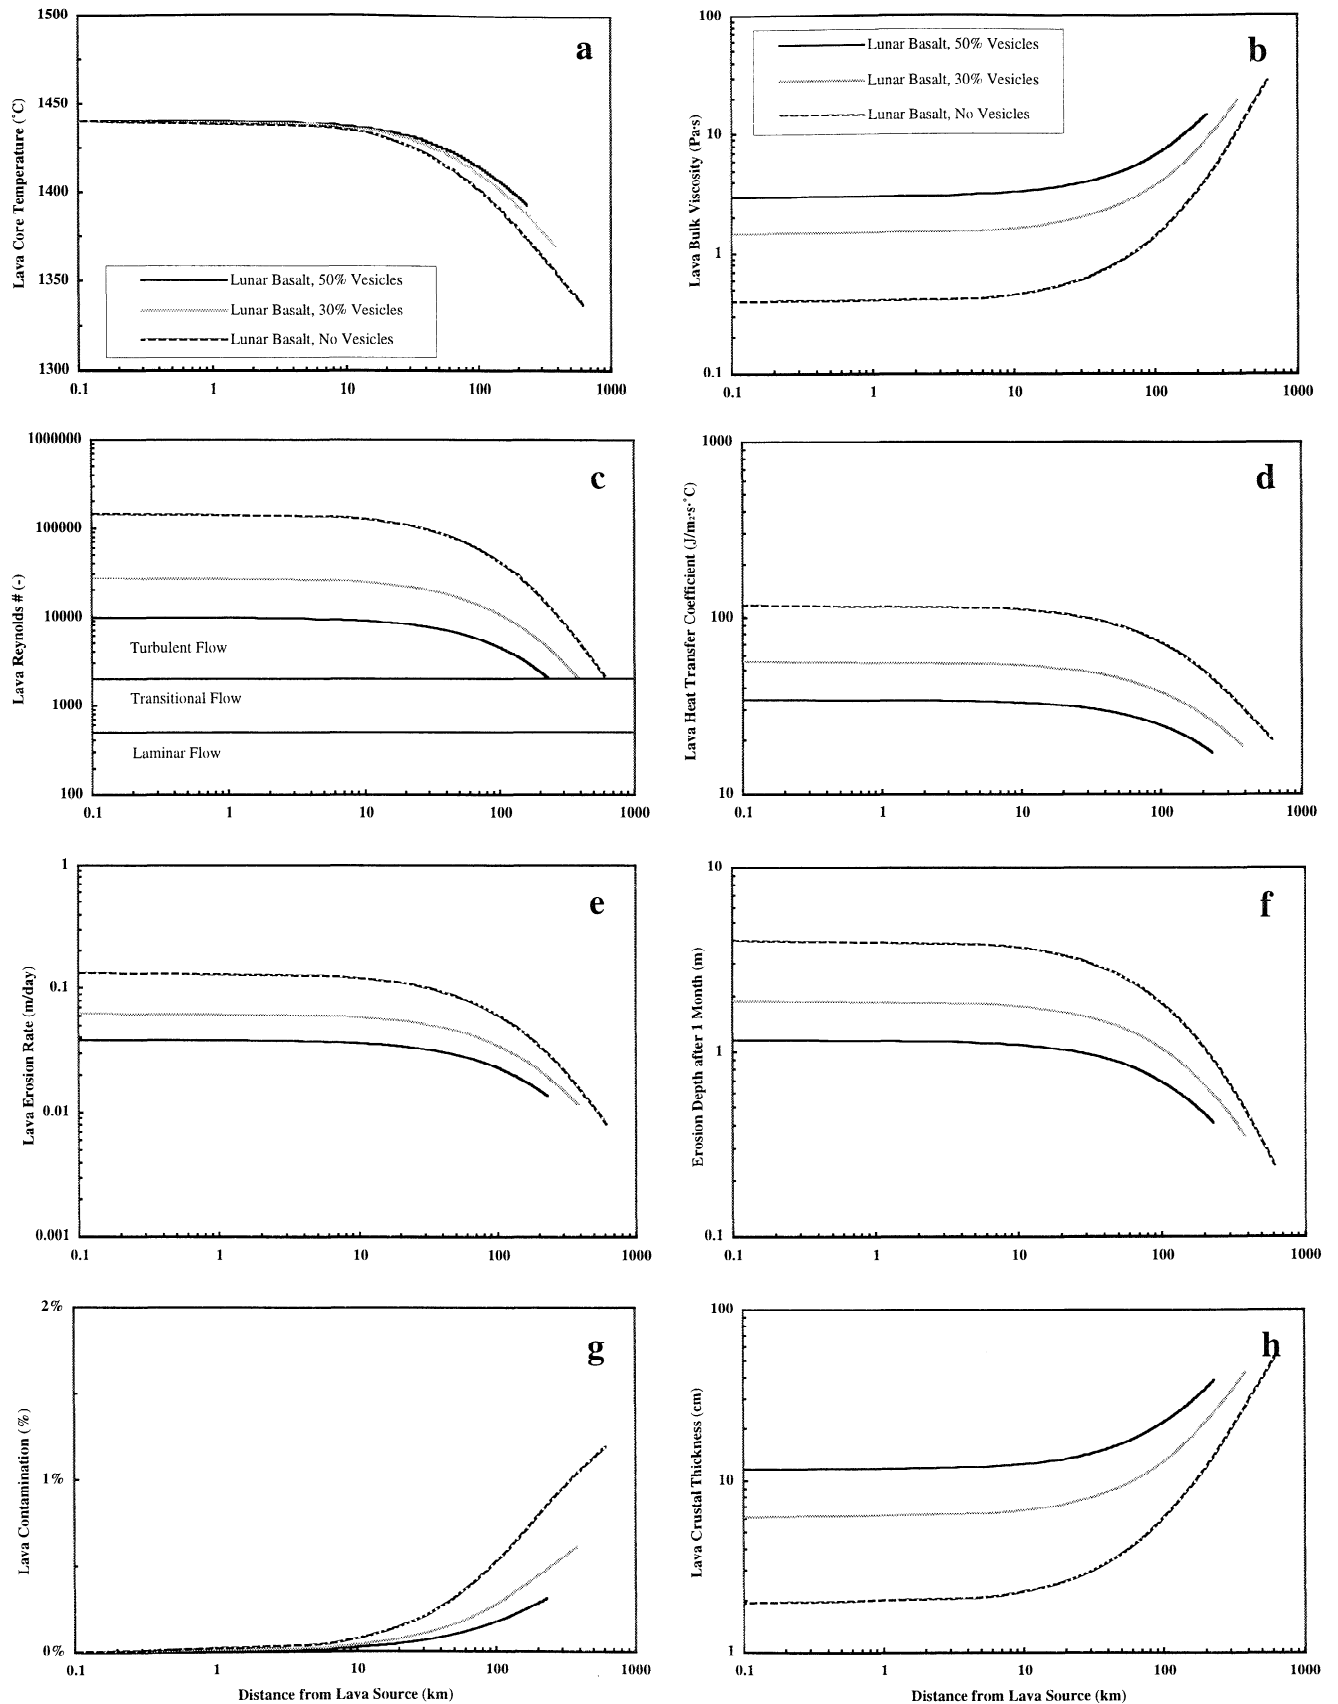 1500
1450
1400
1350
1300
Lava Core Temperature (°C)
a
Lunar Basalt, 50% Vesicles
Lunar Basalt, 30% Vesicles
Lunar Basalt, No Vesicles
0.1 1 10 100 1000
100
10
1
0.1
Lava Bulk Viscosity (Pa·s)
b
Lunar Basalt, 50% Vesicles
Lunar Basalt, 30% Vesicles
Lunar Basalt, No Vesicles
0.1 1 10 100 1000
1000000
100000
10000
1000
100
Lava Reynolds # (-)
c
Turbulent Flow
Transitional Flow
Laminar Flow
0.1 1 10 100 1000
1000
100
10
Lava Heat Transfer Coefficient (J/m2·s·°C)
d
0.1 1 10 100 1000
1
0.1
0.01
0.001
Lava Erosion Rate (m/day)
e
0.1 1 10 100 1000
10
1
0.1
Erosion Depth after 1 Month (m)
f
0.1 1 10 100 1000
2%
1%
0%
Lava Contamination (%)
g
0.1 1 10 100 1000
Distance from Lava Source (km)
100
10
1
Lava Crustal Thickness (cm)
h
0.1 1 10 100 1000
Distance from Lava Source (km)